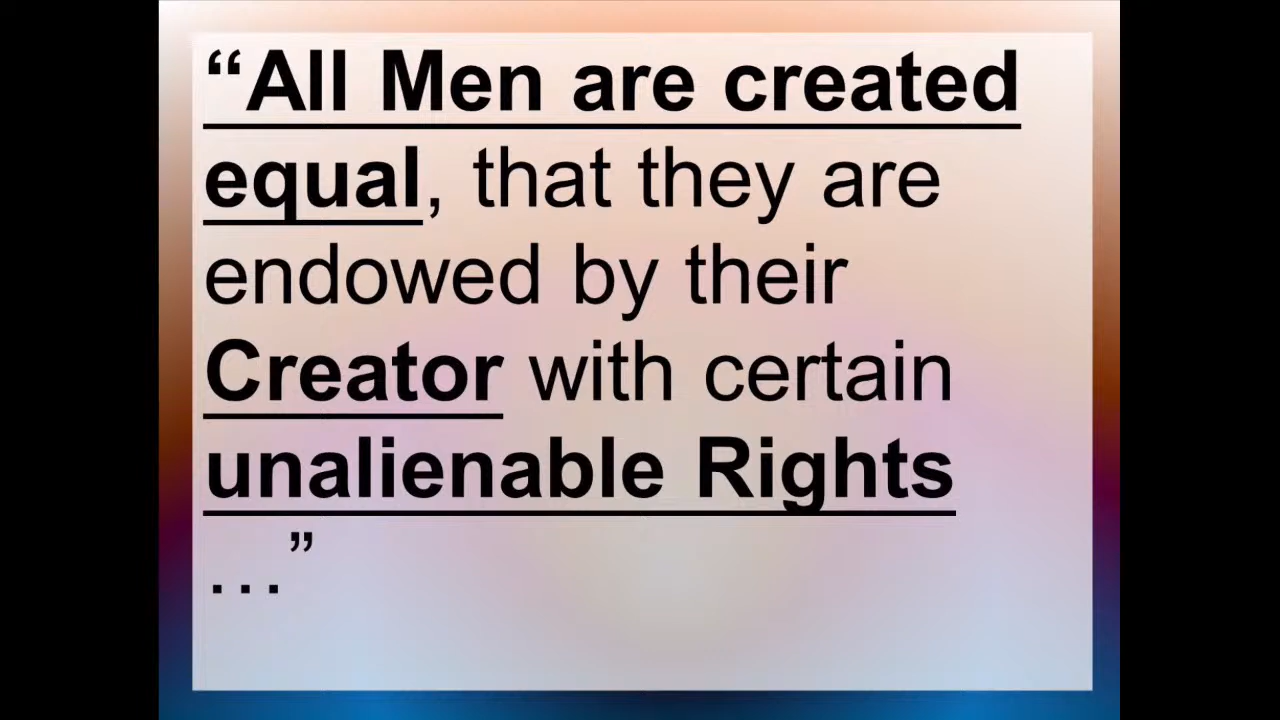 “All Men are created
equal, that they are
endowed by their
Creator with certain
unalienable Rights
…”